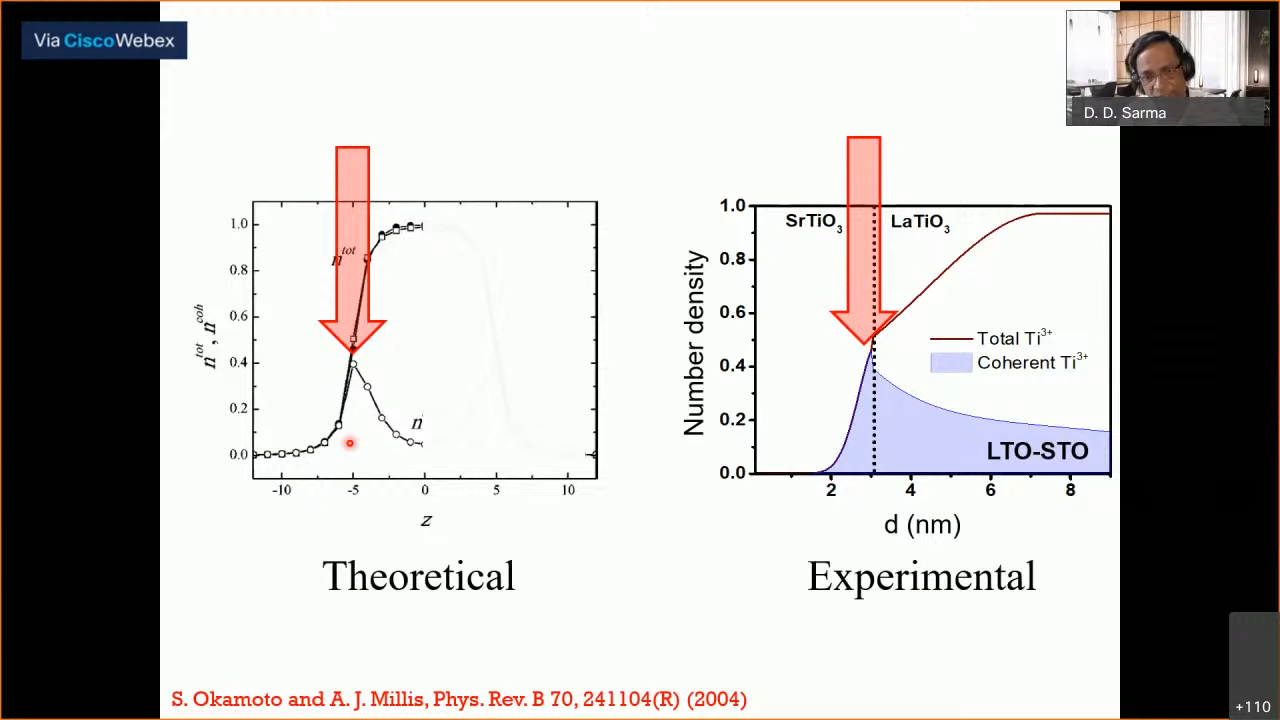 Via Cisco Webex
D. D. Sarma
n^tot, n^coh
1.0
0.8
0.6
0.4
0.2
0.0
n^tot
n
-10
-5
0
5
10
z
Theoretical
Number density
1.0
0.8
0.6
0.4
0.2
0.0
SrTiO₃
LaTiO₃
Total Ti³⁺
Coherent Ti³⁺
LTO-STO
2
4
6
8
d (nm)
Experimental
S. Okamoto and A. J. Millis, Phys. Rev. B 70, 241104(R) (2004)
+110